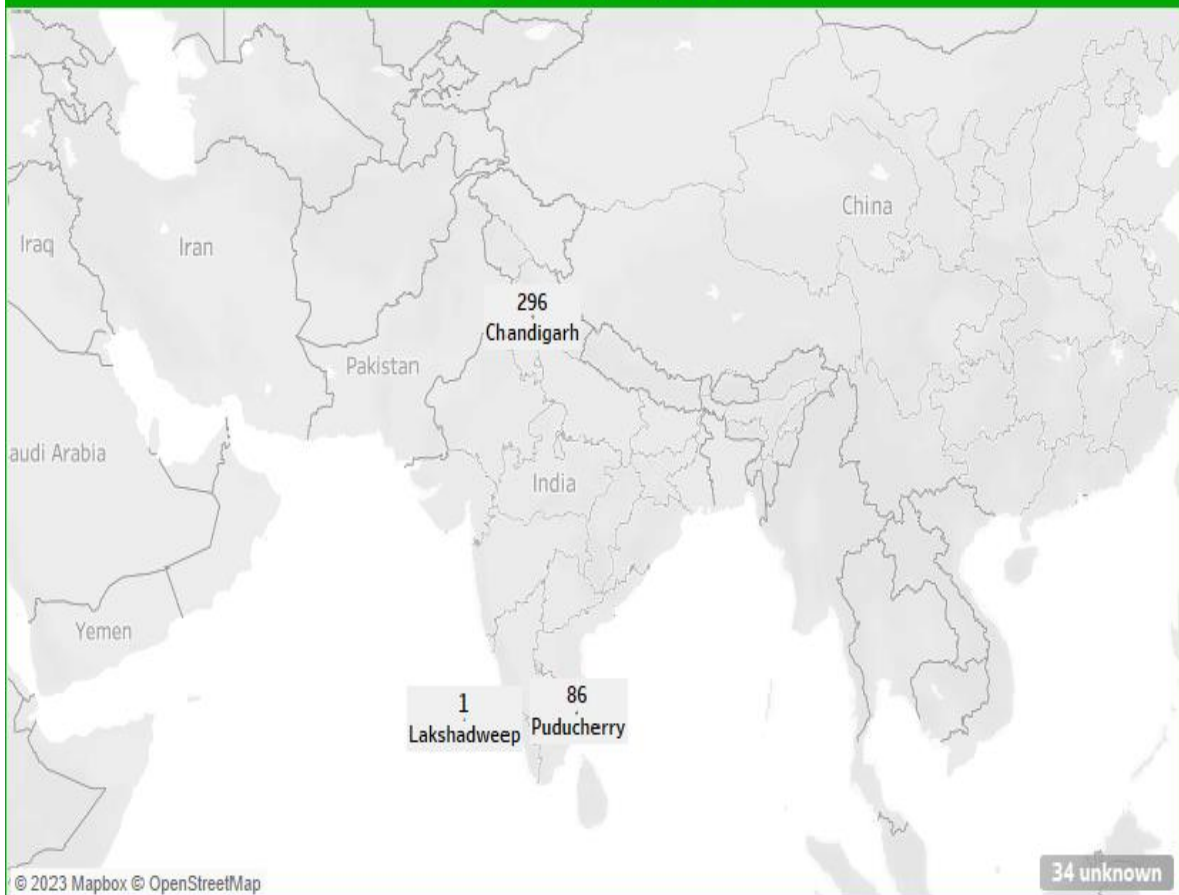 China
Iraq
Iran
296
Chandigarh
Pakistan
audi Arabia
India
Yemen
1
Lakshadweep
86
Puducherry
© 2023 Mapbox © OpenStreetMap
34 unknown